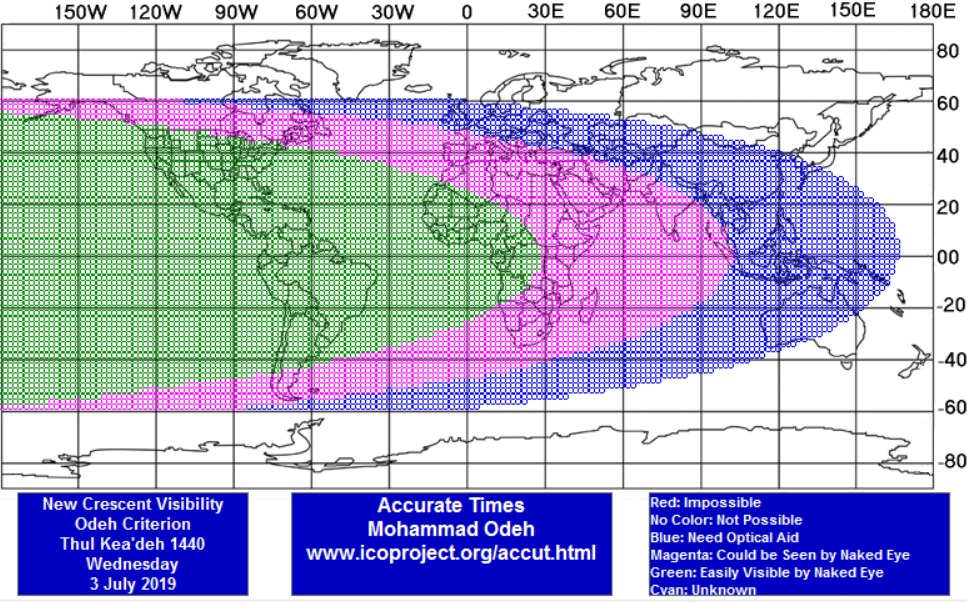 150W 120W 90W 60W 30W 0 30E 60E 90E 120E 150E 180E
80
60
40
20
00
-20
-40
-60
-80
New Crescent Visibility
Odeh Criterion
Thul Kea'deh 1440
Wednesday
3 July 2019
Accurate Times
Mohammad Odeh
www.icoproject.org/accut.html
Red: Impossible
No Color: Not Possible
Blue: Need Optical Aid
Magenta: Could be Seen by Naked Eye
Green: Easily Visible by Naked Eye
Cyan: Unknown